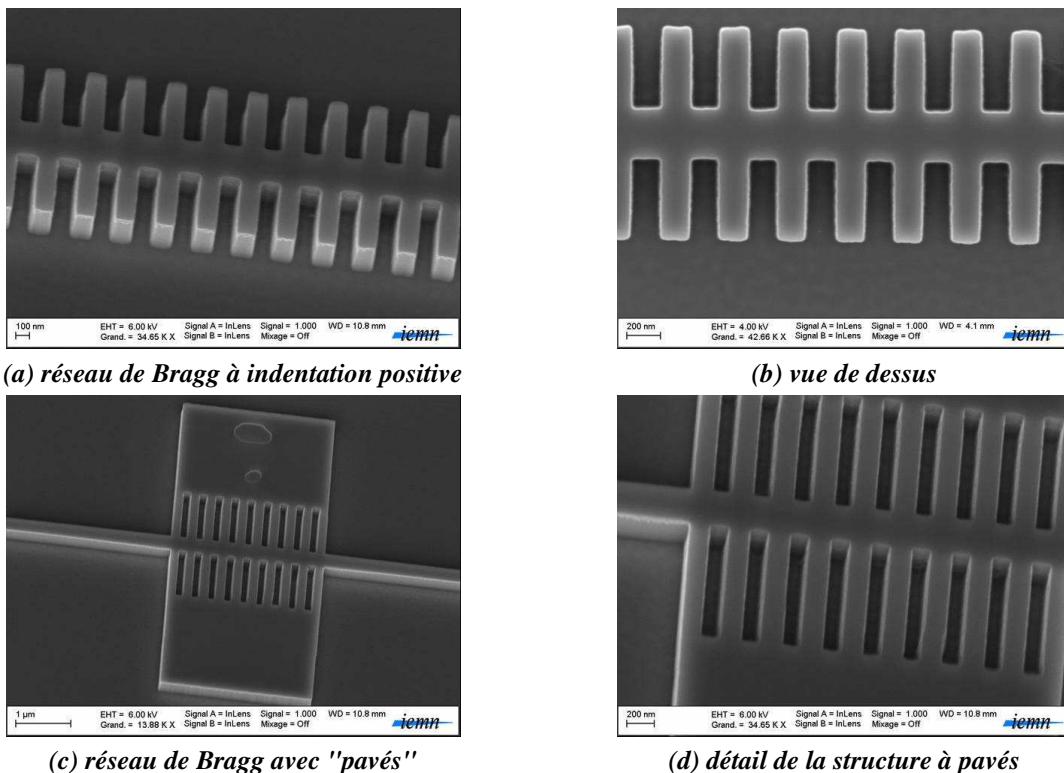 100 nm EHT = 6.00 kV Signal A = InLens Signal = 1.000 WD = 10.8 mm
Grand. = 34.65 K X Signal B = InLens Mixage = Off iemn
200 nm EHT = 4.00 kV Signal A = InLens Signal = 1.000 WD = 4.1 mm
Grand. = 42.66 K X Signal B = InLens Mixage = Off iemn
(a) réseau de Bragg à indentation positive
(b) vue de dessus
1 µm EHT = 6.00 kV Signal A = InLens Signal = 1.000 WD = 10.8 mm
Grand. = 13.88 K X Signal B = InLens Mixage = Off iemn
200 nm EHT = 6.00 kV Signal A = InLens Signal = 1.000 WD = 10.8 mm
Grand. = 34.65 K X Signal B = InLens Mixage = Off iemn
(c) réseau de Bragg avec "pavés"
(d) détail de la structure à pavés